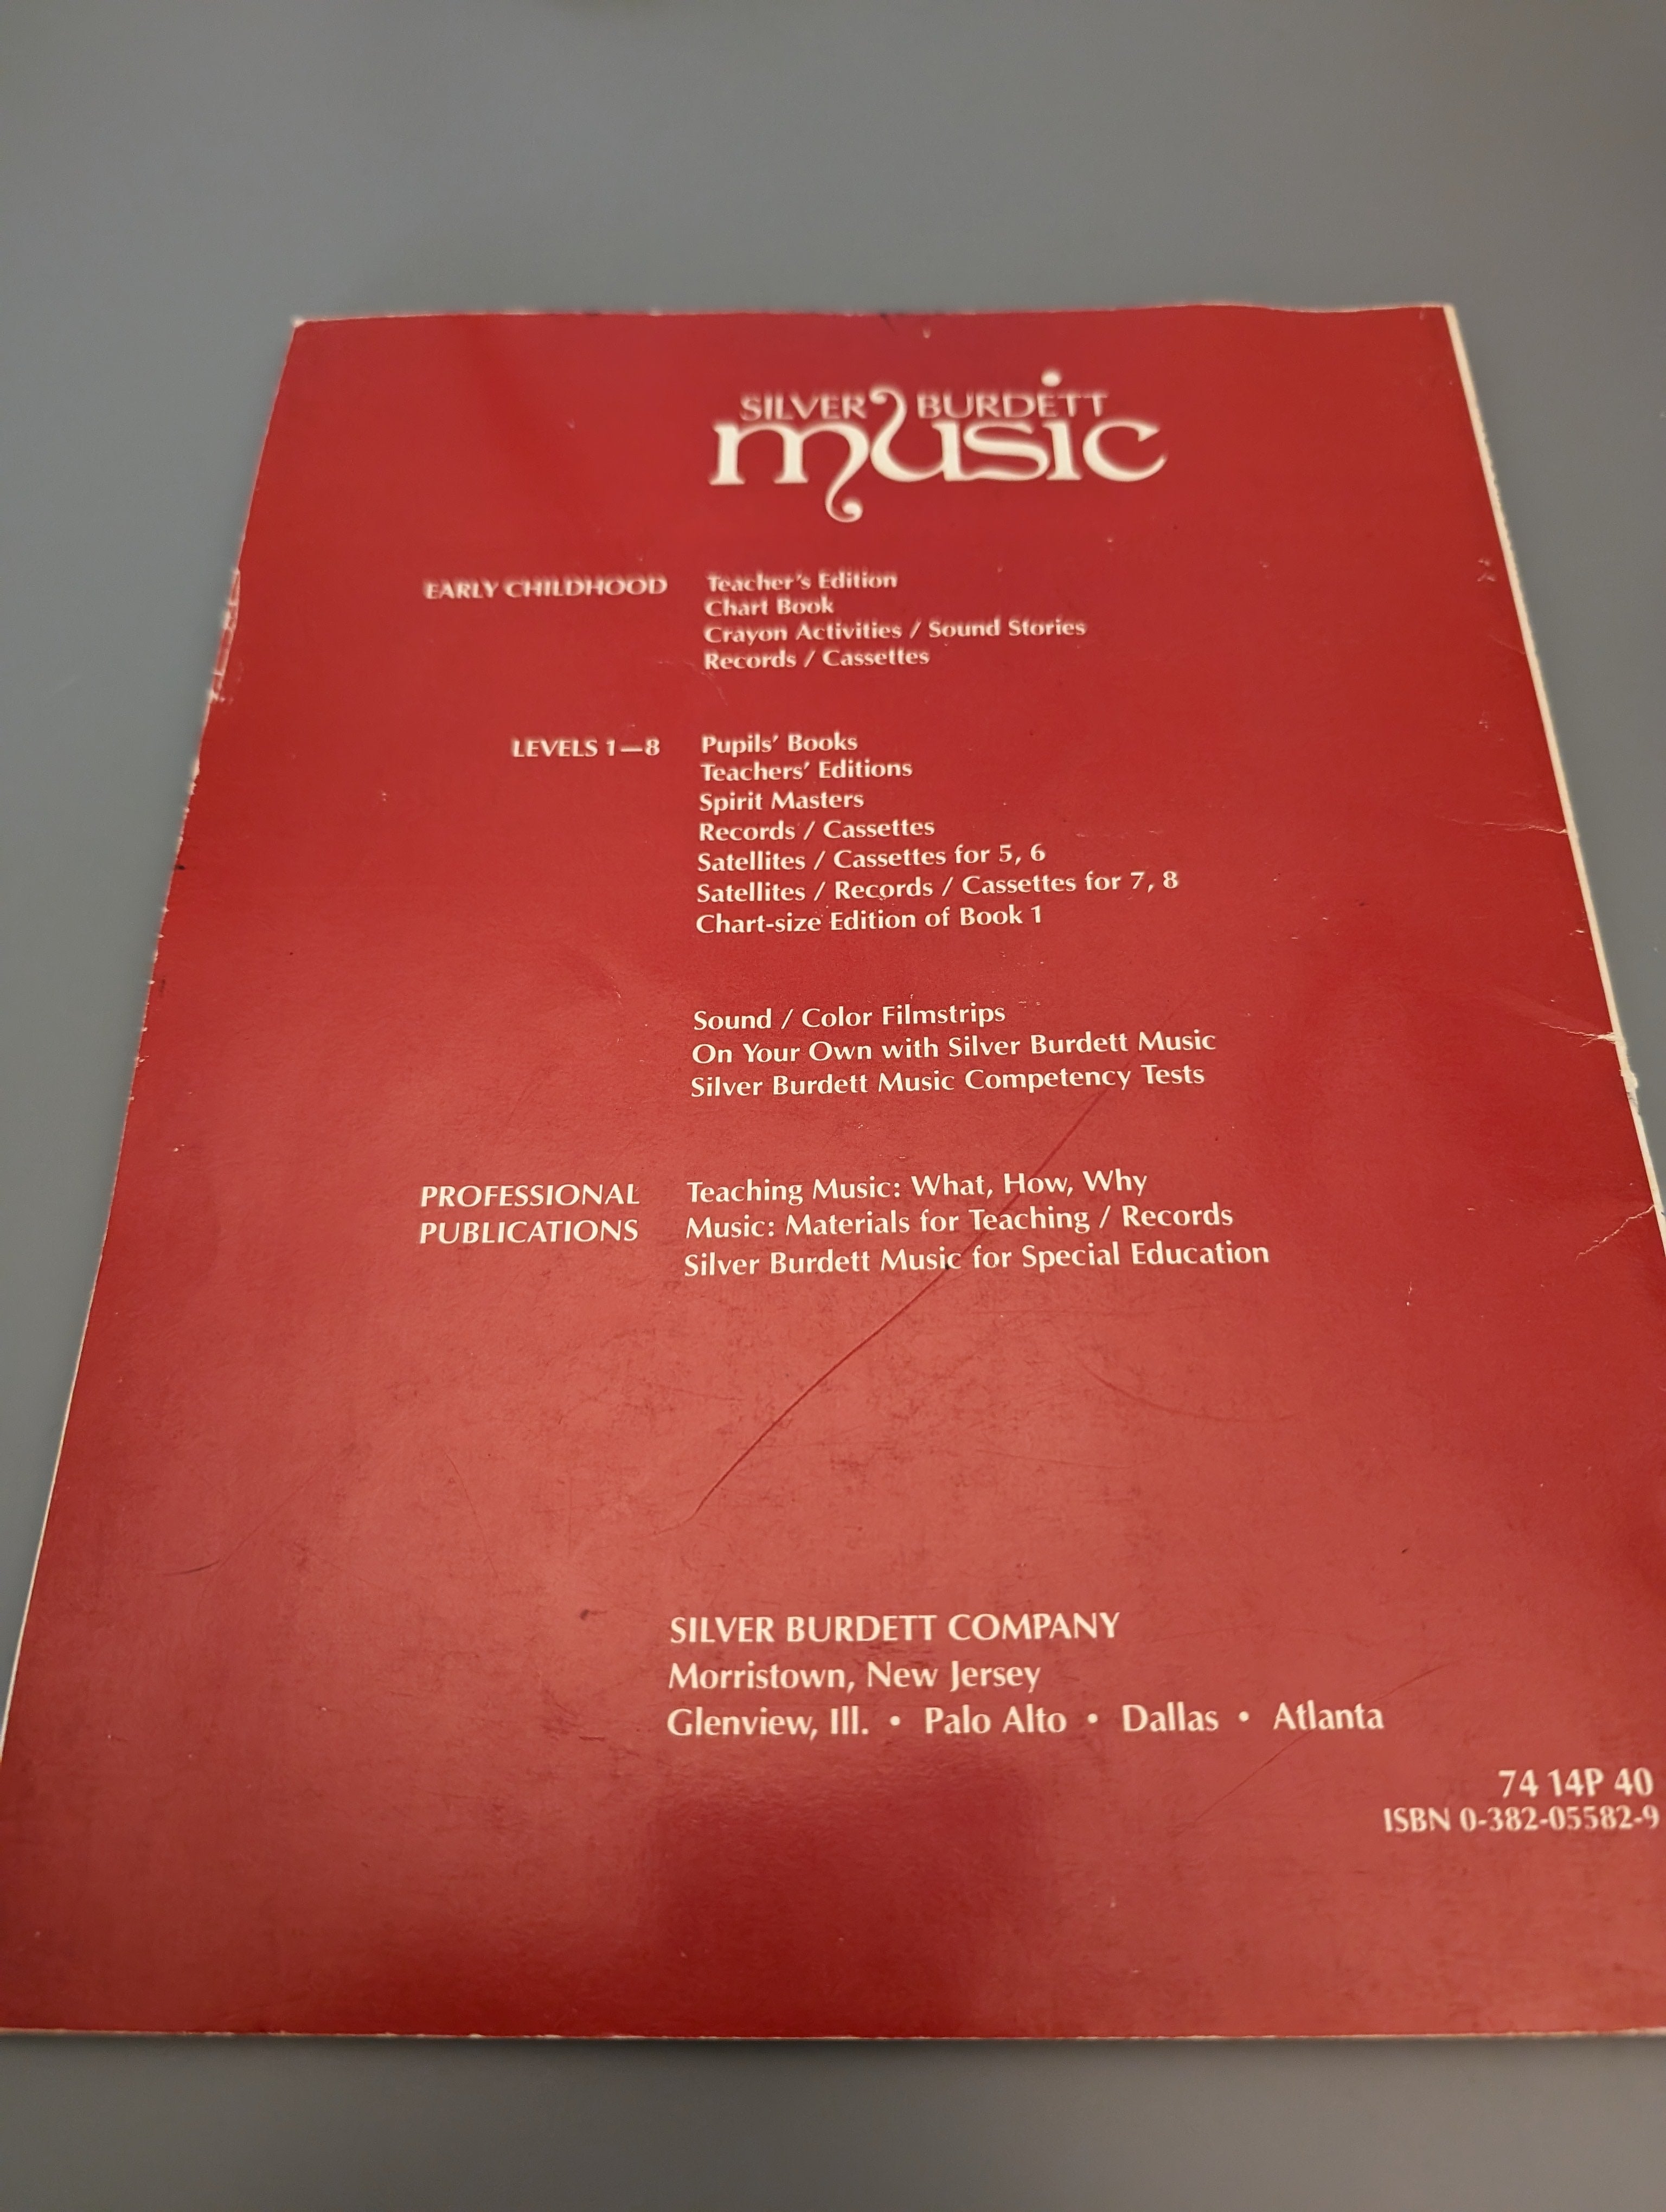 SILVER BURDETT
music
EARLY CHILDHOOD
Teacher's Edition
Chart Book
Crayon Activities / Sound Stories
Records / Cassettes
LEVELS 1—8
Pupils' Books
Teachers' Editions
Spirit Masters
Records / Cassettes
Satellites / Cassettes for 5, 6
Satellites / Records / Cassettes for 7, 8
Chart-size Edition of Book 1
Sound / Color Filmstrips
On Your Own with Silver Burdett Music
Silver Burdett Music Competency Tests
PROFESSIONAL
PUBLICATIONS
Teaching Music: What, How, Why
Music: Materials for Teaching / Records
Silver Burdett Music for Special Education
SILVER BURDETT COMPANY
Morristown, New Jersey
Glenview, Ill. • Palo Alto • Dallas • Atlanta
74 14P 40
ISBN 0-382-05582-9